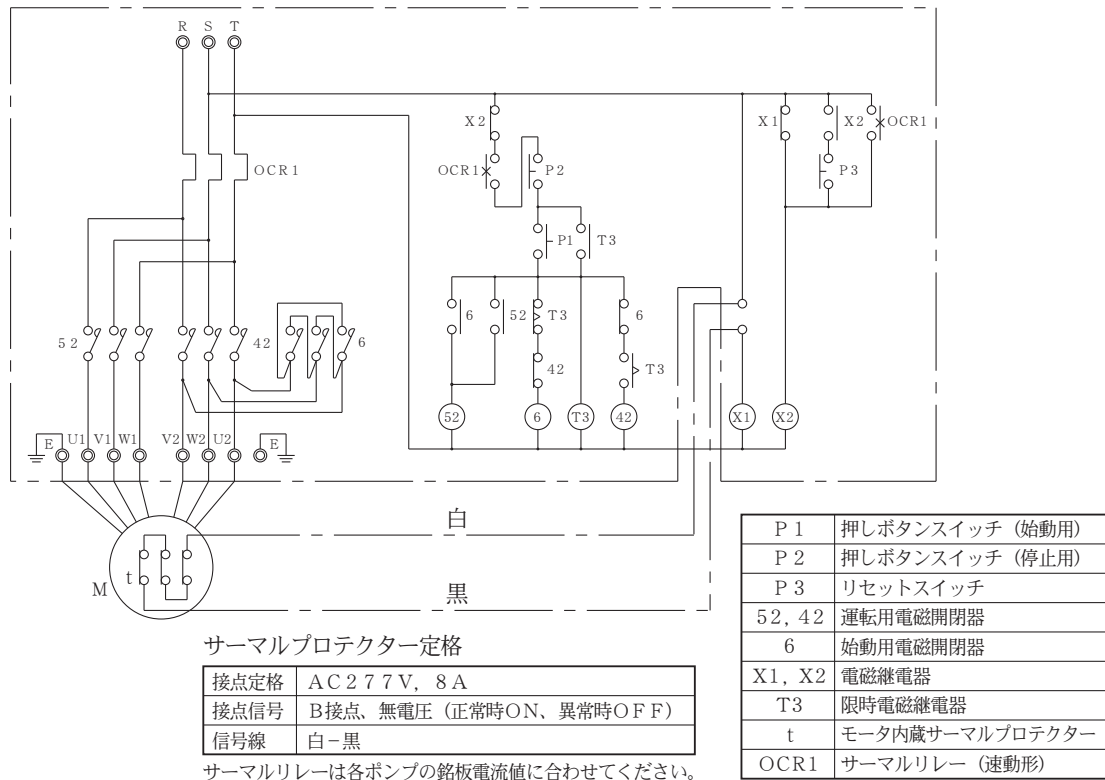 R S T
X2
X1
X2
OCR1
OCR1
P2
P3
OCR1
P1
T3
6
52
T3
6
52
42
6
42
T3
52
6
T3
42
X1
X2
E
U1
V1
W1
V2
W2
U2
E
白
t
M
黒
P1 押しボタンスイッチ（始動用）
P2 押しボタンスイッチ（停止用）
P3 リセットスイッチ
52, 42 運転用電磁開閉器
6 始動用電磁開閉器
X1, X2 電磁継電器
T3 限時電磁継電器
t モータ内蔵サーマルプロテクター
OCR1 サーマルリレー（速動形）
サーマルプロテクター定格
接点定格 AC277V, 8A
接点信号 B接点、無電圧（正常時ON、異常時OFF）
信号線 白−黒
サーマルリレーは各ポンプの銘板電流値に合わせてください。